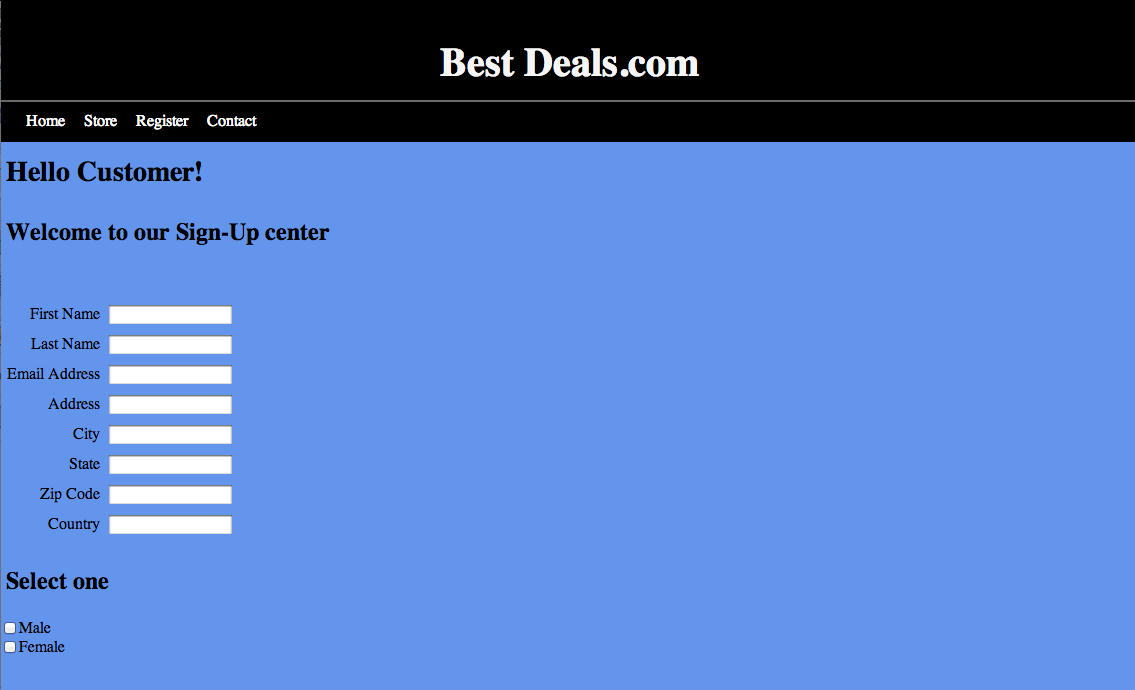 Best Deals.com
Home Store Register Contact
Hello Customer!
Welcome to our Sign-Up center
First Name
Last Name
Email Address
Address
City
State
Zip Code
Country
Select one
Male
Female